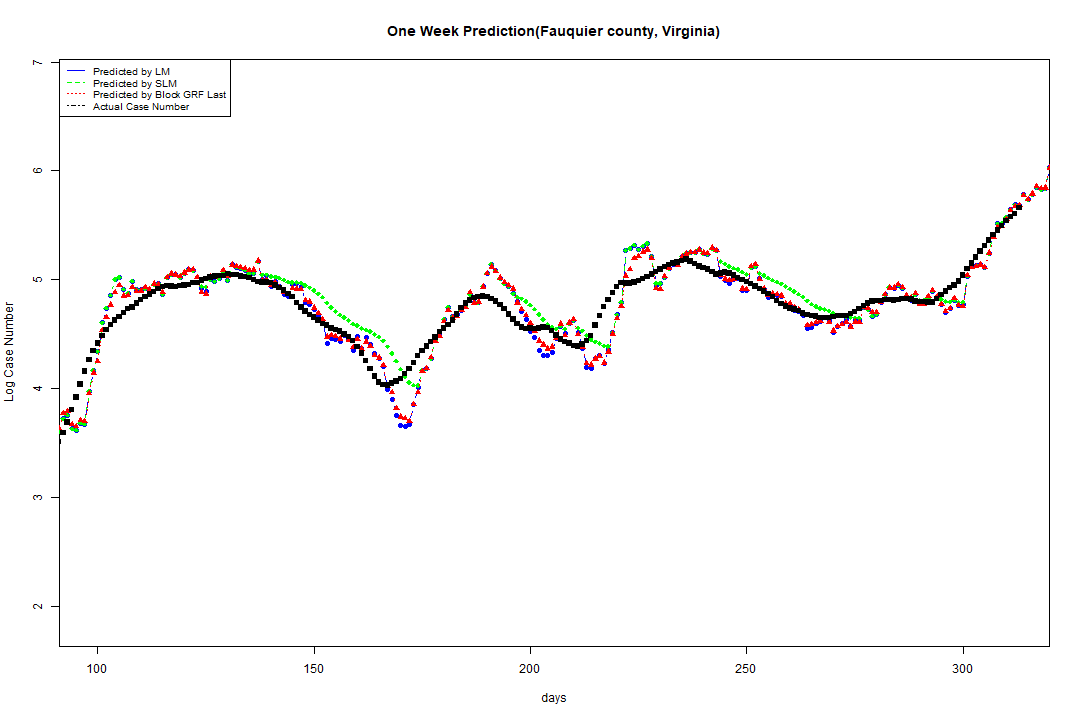 One Week Prediction(Fauquier county, Virginia)
Predicted by LM
Predicted by SLM
Predicted by Block GRF Last
Actual Case Number
7
6
5
4
3
2
Log Case Number
100 150 200 250 300
days